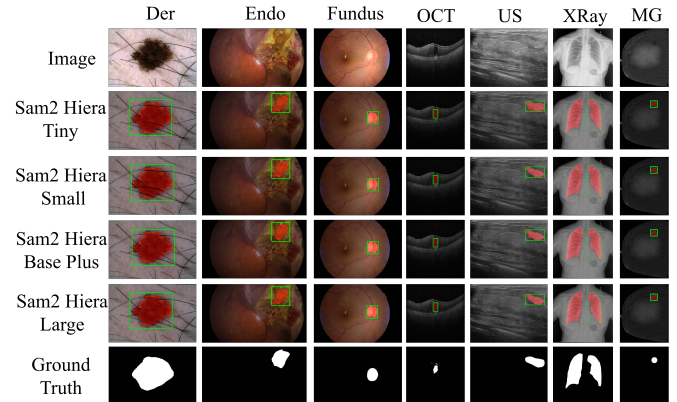 Der Endo Fundus OCT US XRay MG
Image
Sam2 Hiera
Tiny
Sam2 Hiera
Small
Sam2 Hiera
Base Plus
Sam2 Hiera
Large
Ground
Truth